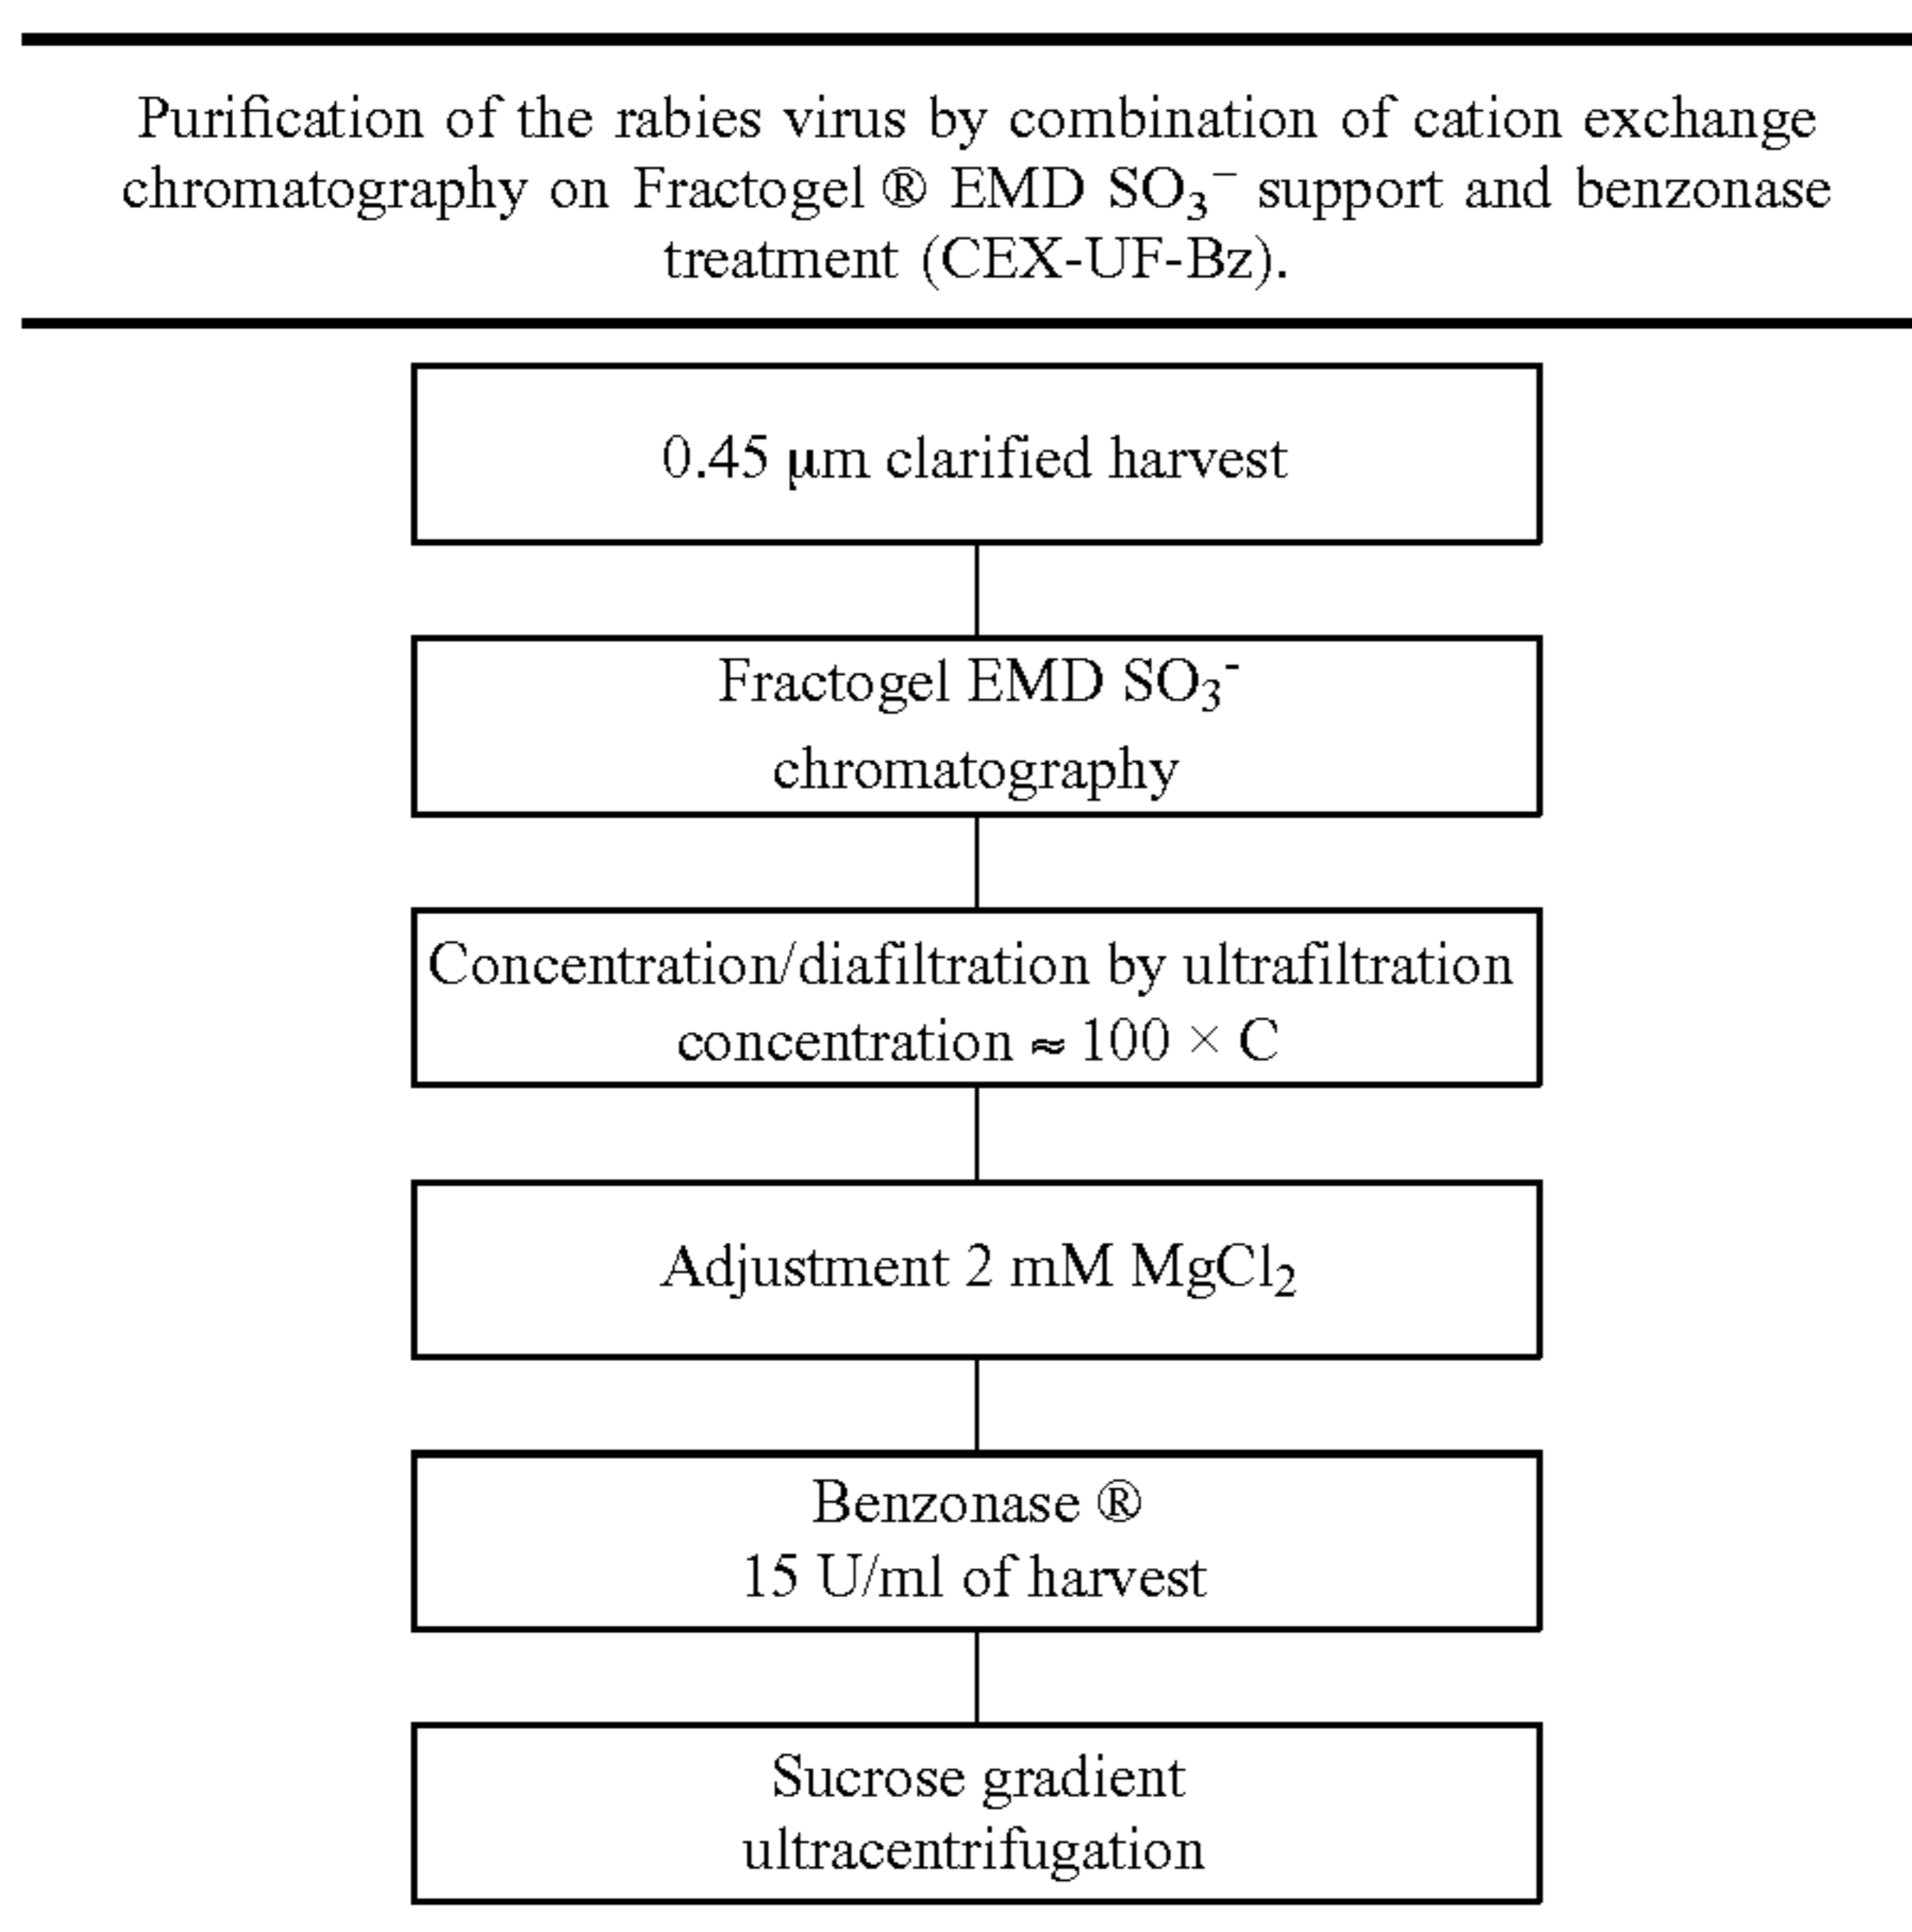 Purification of the rabies virus by combination of cation exchange
chromatography on Fractogel ® EMD SO₃⁻ support and benzonase
treatment (CEX-UF-Bz).
0.45 μm clarified harvest
Fractogel EMD SO₃⁻
chromatography
Concentration/diafiltration by ultrafiltration
concentration ≈ 100 × C
Adjustment 2 mM MgCl₂
Benzonase ®
15 U/ml of harvest
Sucrose gradient
ultracentrifugation